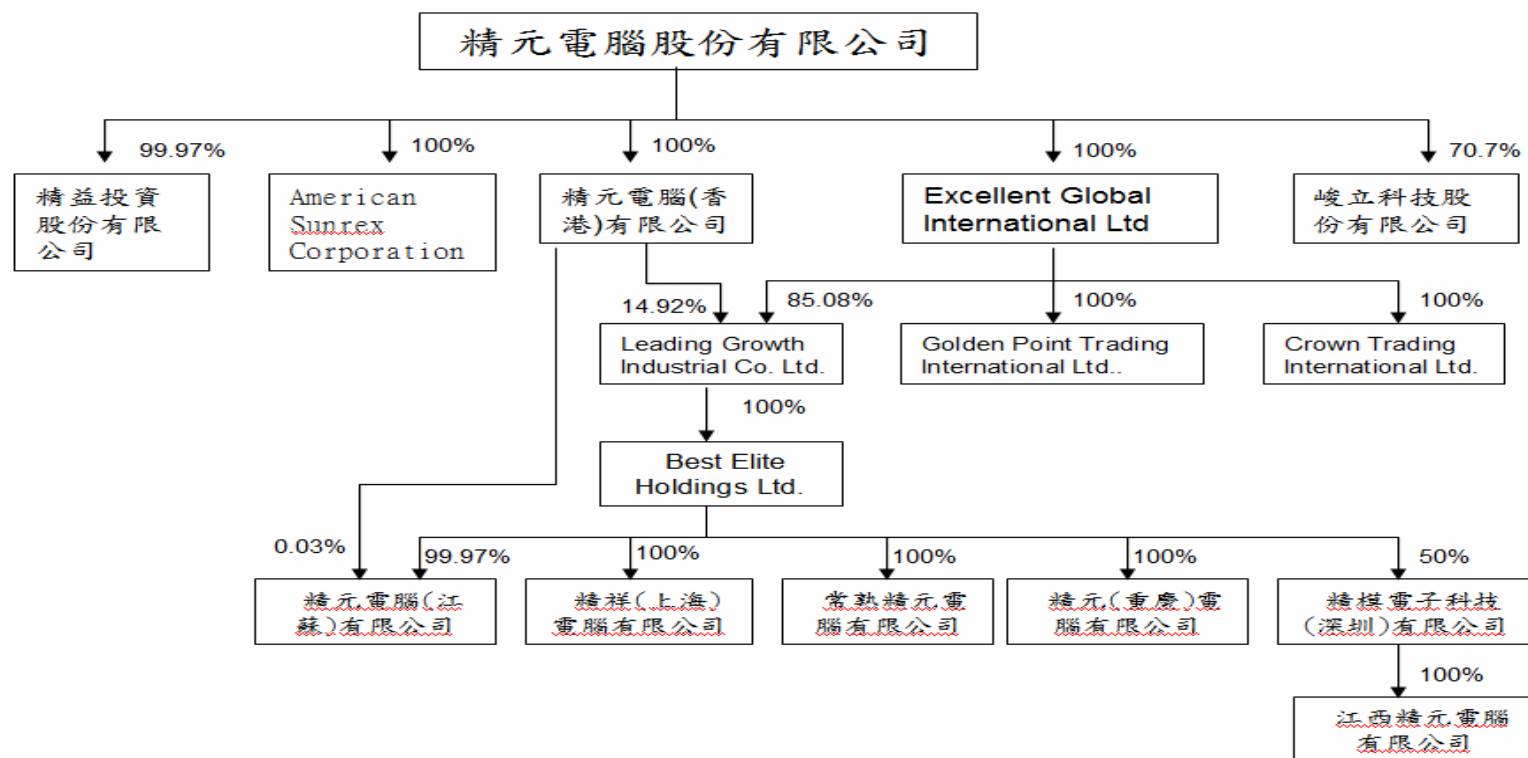 精元電腦股份有限公司
99.97%
100%
100%
100%
70.7%
精益投資
股份有限
公司
American
Sunrex
Corporation
精元電腦(香
港)有限公司
Excellent Global
International Ltd
峻立科技股
份有限公司
14.92%
85.08%
100%
100%
Leading Growth
Industrial Co. Ltd.
Golden Point Trading
International Ltd..
Crown Trading
International Ltd.
100%
Best Elite
Holdings Ltd.
0.03%
99.97%
100%
100%
100%
50%
精元電腦(江
蘇)有限公司
精祥(上海)
電腦有限公司
常熟精元電
腦有限公司
精元(重慶)電
腦有限公司
精模電子科技
(深圳)有限公司
100%
江西精元電腦
有限公司